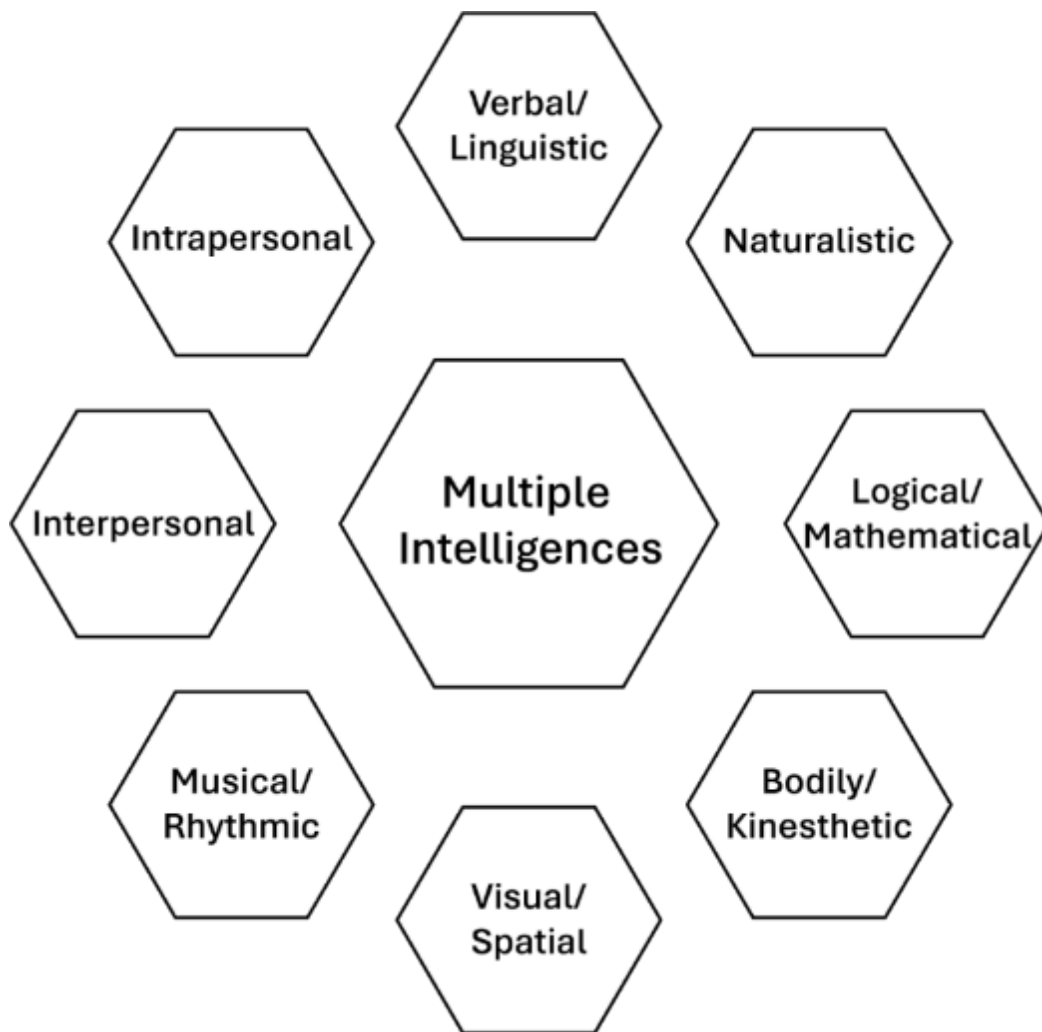 Verbal/
Linguistic
Intrapersonal
Naturalistic
Multiple
Intelligences
Interpersonal
Logical/
Mathematical
Musical/
Rhythmic
Bodily/
Kinesthetic
Visual/
Spatial